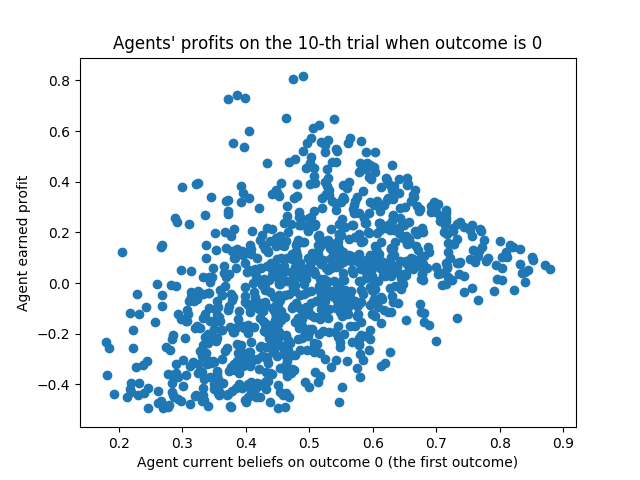 Agents' profits on the 10-th trial when outcome is 0
Agent earned profit
0.8
0.6
0.4
0.2
0.0
−0.2
−0.4
0.2 0.3 0.4 0.5 0.6 0.7 0.8 0.9
Agent current beliefs on outcome 0 (the first outcome)